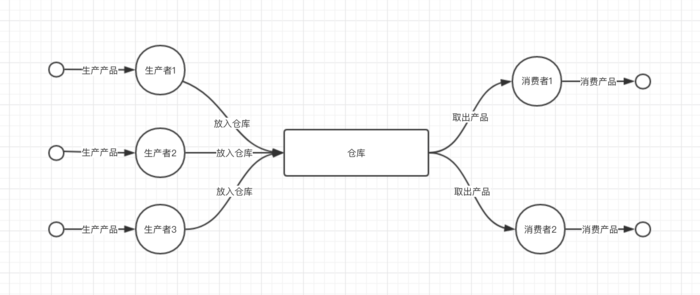 生产产品
生产者1
放入仓库
生产产品
生产者2
放入仓库
生产产品
生产者3
放入仓库
仓库
取出产品
消费者1
消费产品
取出产品
消费者2
消费产品